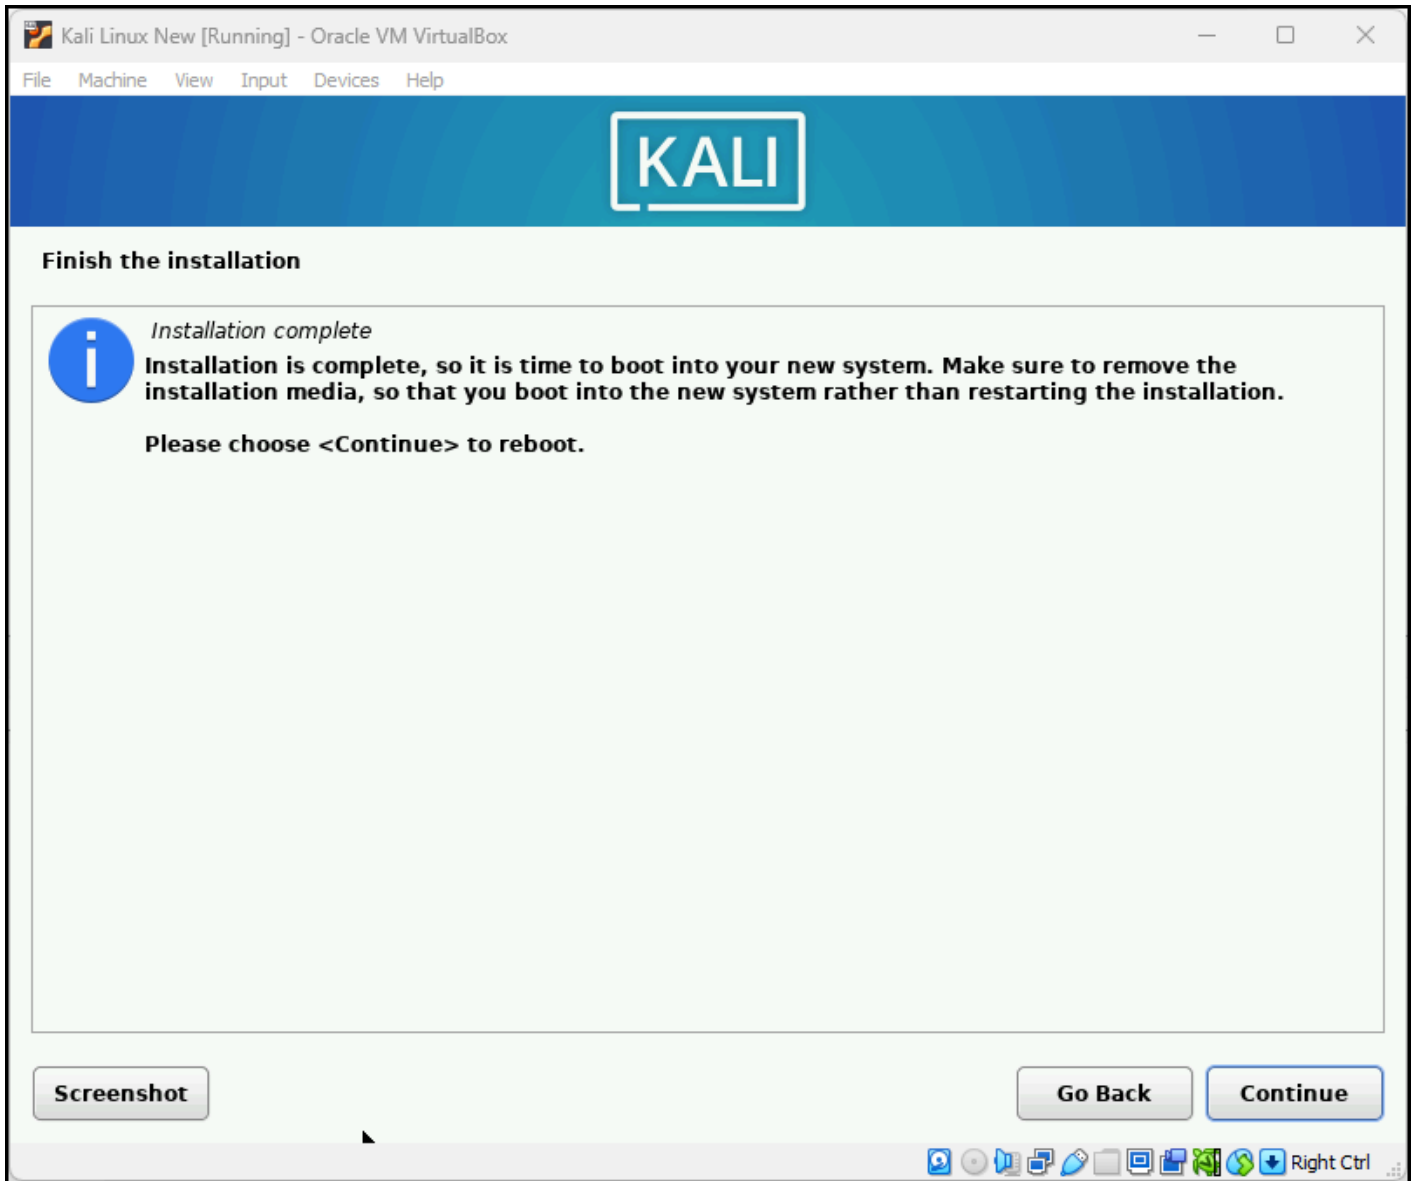 Kali Linux New [Running] - Oracle VM VirtualBox
File Machine View Input Devices Help
KALI
Finish the installation
Installation complete
Installation is complete, so it is time to boot into your new system. Make sure to remove the
installation media, so that you boot into the new system rather than restarting the installation.
Please choose <Continue> to reboot.
Screenshot
Go Back
Continue
Right Ctrl